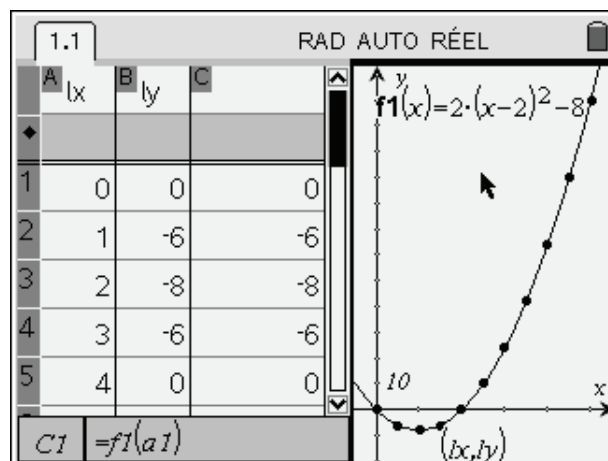 1.1 RAD AUTO RÉEL
A lx B ly C
◆
1 0 0 0
2 1 -6 -6
3 2 -8 -8
4 3 -6 -6
5 4 0 0
C1 =f1(a1)
y
f1(x)=2·(x-2)²-8
10
x
(lx,ly)